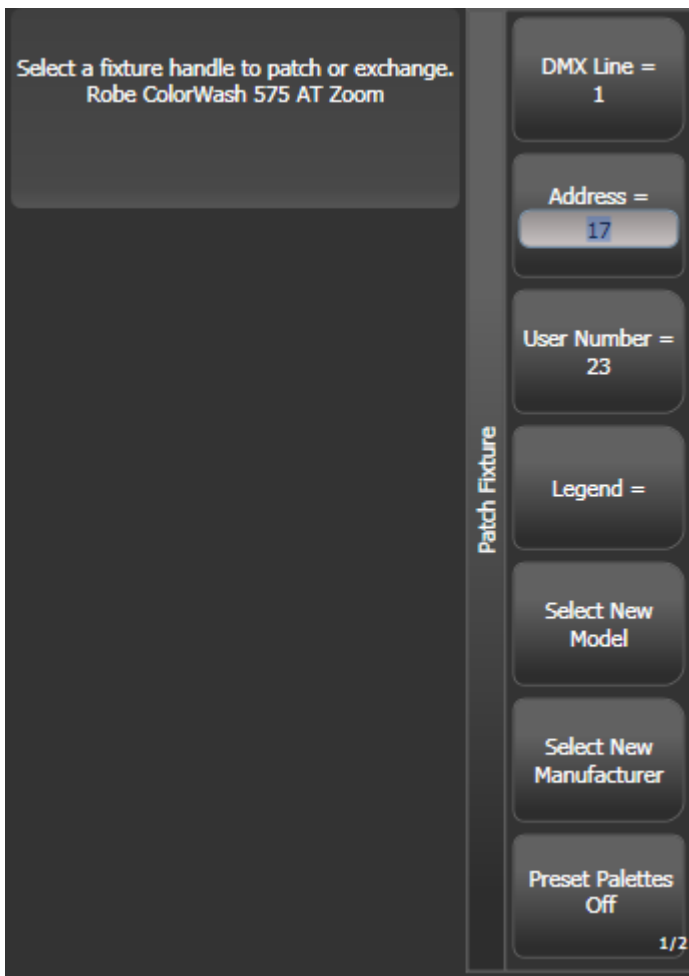 Select a fixture handle to patch or exchange.
Robe ColorWash 575 AT Zoom
Patch Fixture
DMX Line =
1
Address =
17
User Number =
23
Legend =
Select New
Model
Select New
Manufacturer
Preset Palettes
Off
1/2